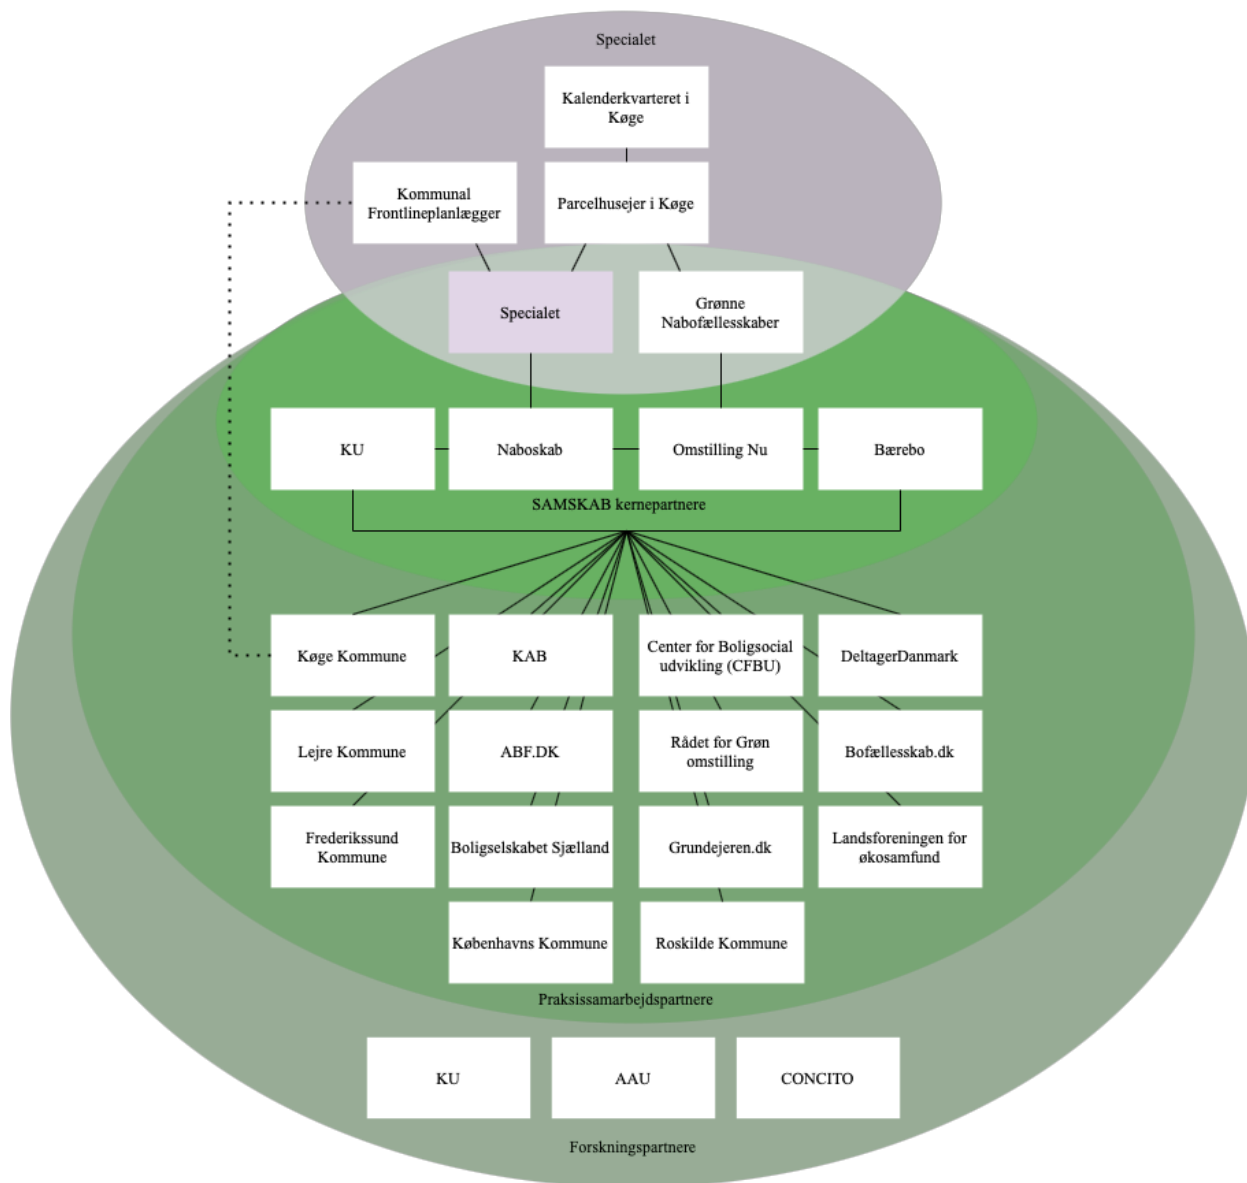 Specialet
Kalenderkvarteret i
Køge
Kommunal
Frontlineplanlægger
Parcelhusejer i Køge
Specialet
Grønne
Nabofællesskaber
KU
Naboskab
Omstilling Nu
Bærebo
SAMSKAB kernepartnere
Køge Kommune
KAB
Center for Boligsocial
udvikling (CFBU)
DeltagerDanmark
Lejre Kommune
ABF.DK
Rådet for Grøn
omstilling
Bofællesskab.dk
Frederikssund
Kommune
Boligselskabet Sjælland
Grundejeren.dk
Landsforeningen for
økosamfund
Københavns Kommune
Roskilde Kommune
Praksissamarbejdspartnere
KU
AAU
CONCITO
Forskningspartnere